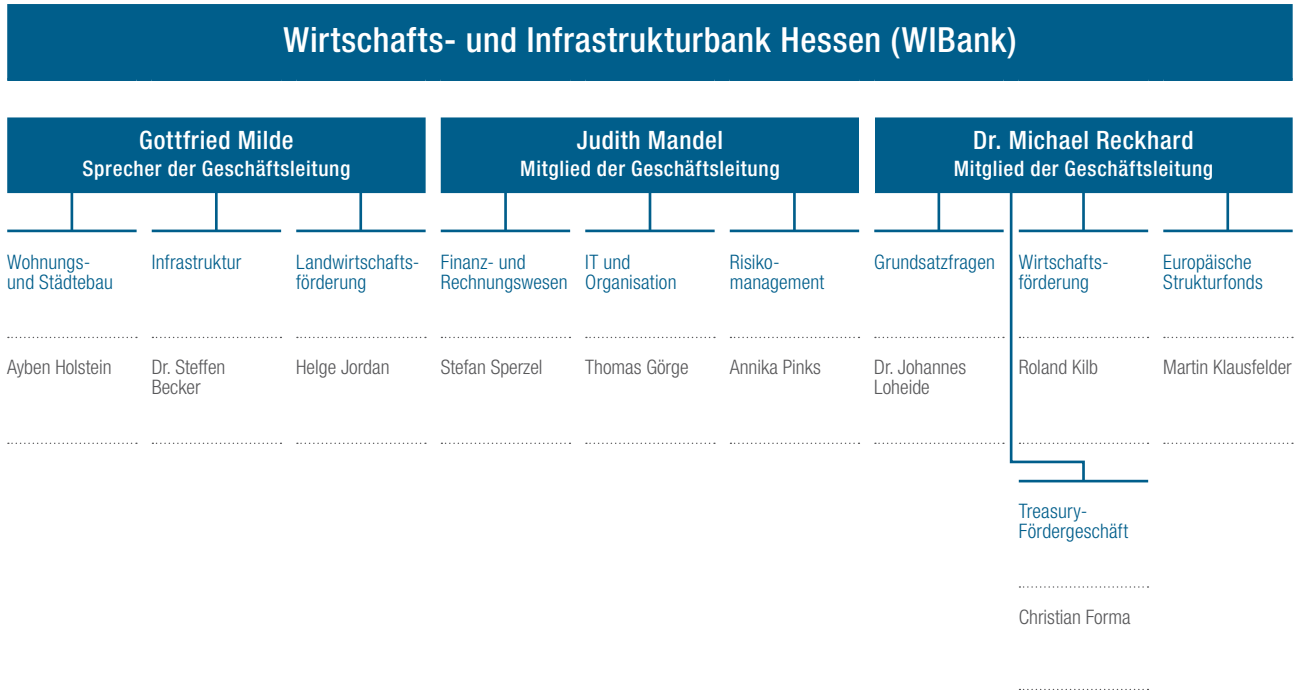 Wirtschafts- und Infrastrukturbank Hessen (WIBank)
Gottfried Milde
Sprecher der Geschäftsleitung
Judith Mandel
Mitglied der Geschäftsleitung
Dr. Michael Reckhard
Mitglied der Geschäftsleitung
Wohnungs-
und Städtebau
Ayben Holstein
Infrastruktur
Dr. Steffen
Becker
Landwirtschafts-
förderung
Helge Jordan
Finanz- und
Rechnungswesen
Stefan Sperzel
IT und
Organisation
Thomas Görge
Risiko-
management
Annika Pinks
Grundsatzfragen
Dr. Johannes
Loheide
Wirtschafts-
förderung
Roland Kilb
Europäische
Strukturfonds
Martin Klausfelder
Treasury-
Fördergeschäft
Christian Forma